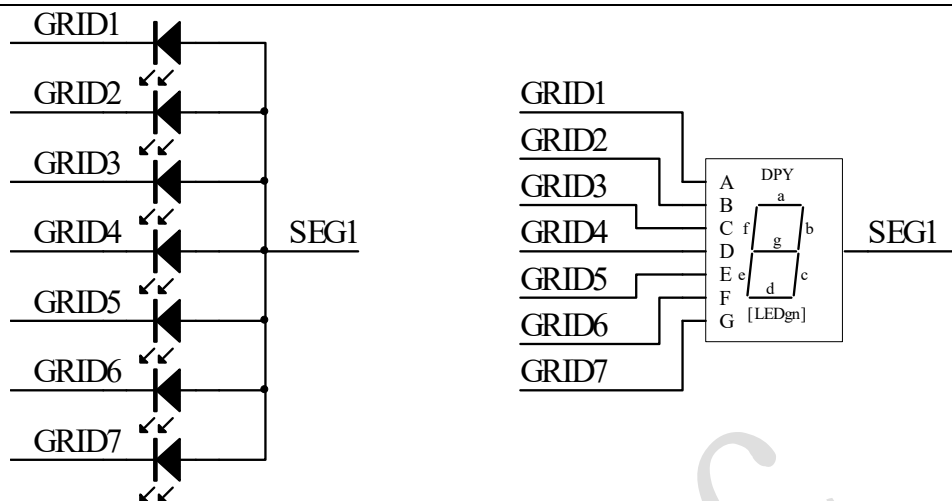 GRID1
GRID2
GRID3
GRID4
SEG1
GRID5
GRID6
GRID7
GRID1
GRID2
GRID3
GRID4
GRID5
GRID6
GRID7
A
B
C
D
E
F
G
DPY
a
f
b
g
e
c
d
[LEDgn]
SEG1